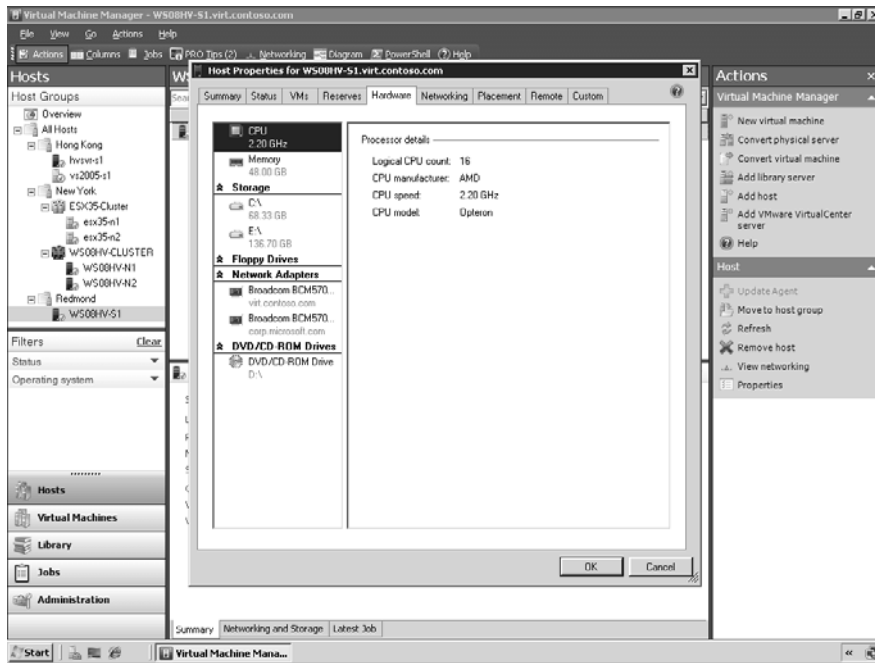 Virtual Machine Manager - WS08HV-S1.virt.contoso.com
File View Go Actions Help
Actions Columns Jobs PRO Tips (2) Networking Diagram PowerShell Help
Hosts
Host Groups
Overview
All Hosts
Hong Kong
hvsvr-s1
vs2005-s1
New York
ESX35-Cluster
esx35-n1
esx35-n2
WS08HV-CLUSTER
WS08HV-N1
WS08HV-N2
Redmond
WS08HV-S1
Filters Clear
Status
Operating system
Hosts
Virtual Machines
Library
Jobs
Administration
Host Properties for WS08HV-S1.virt.contoso.com
Summary Status VMs Reserves Hardware Networking Placement Remote Custom
CPU
2.20 GHz
Memory
48.00 GB
Storage
C:\
68.33 GB
E:\
136.70 GB
Floppy Drives
Network Adapters
Broadcom BCM570...
virt.contoso.com
Broadcom BCM570...
corp.microsoft.com
DVD/CD-ROM Drives
DVD/CD-ROM Drive
D:\
Processor details
Logical CPU count: 16
CPU manufacturer: AMD
CPU speed: 2.20 GHz
CPU model: Opteron
OK Cancel
Summary Networking and Storage Latest Job
Actions
Virtual Machine Manager
New virtual machine
Convert physical server
Convert virtual machine
Add library server
Add host
Add VMware VirtualCenter
server
Help
Host
Update Agent
Move to host group
Refresh
Remove host
View networking
Properties
Start Virtual Machine Mana...